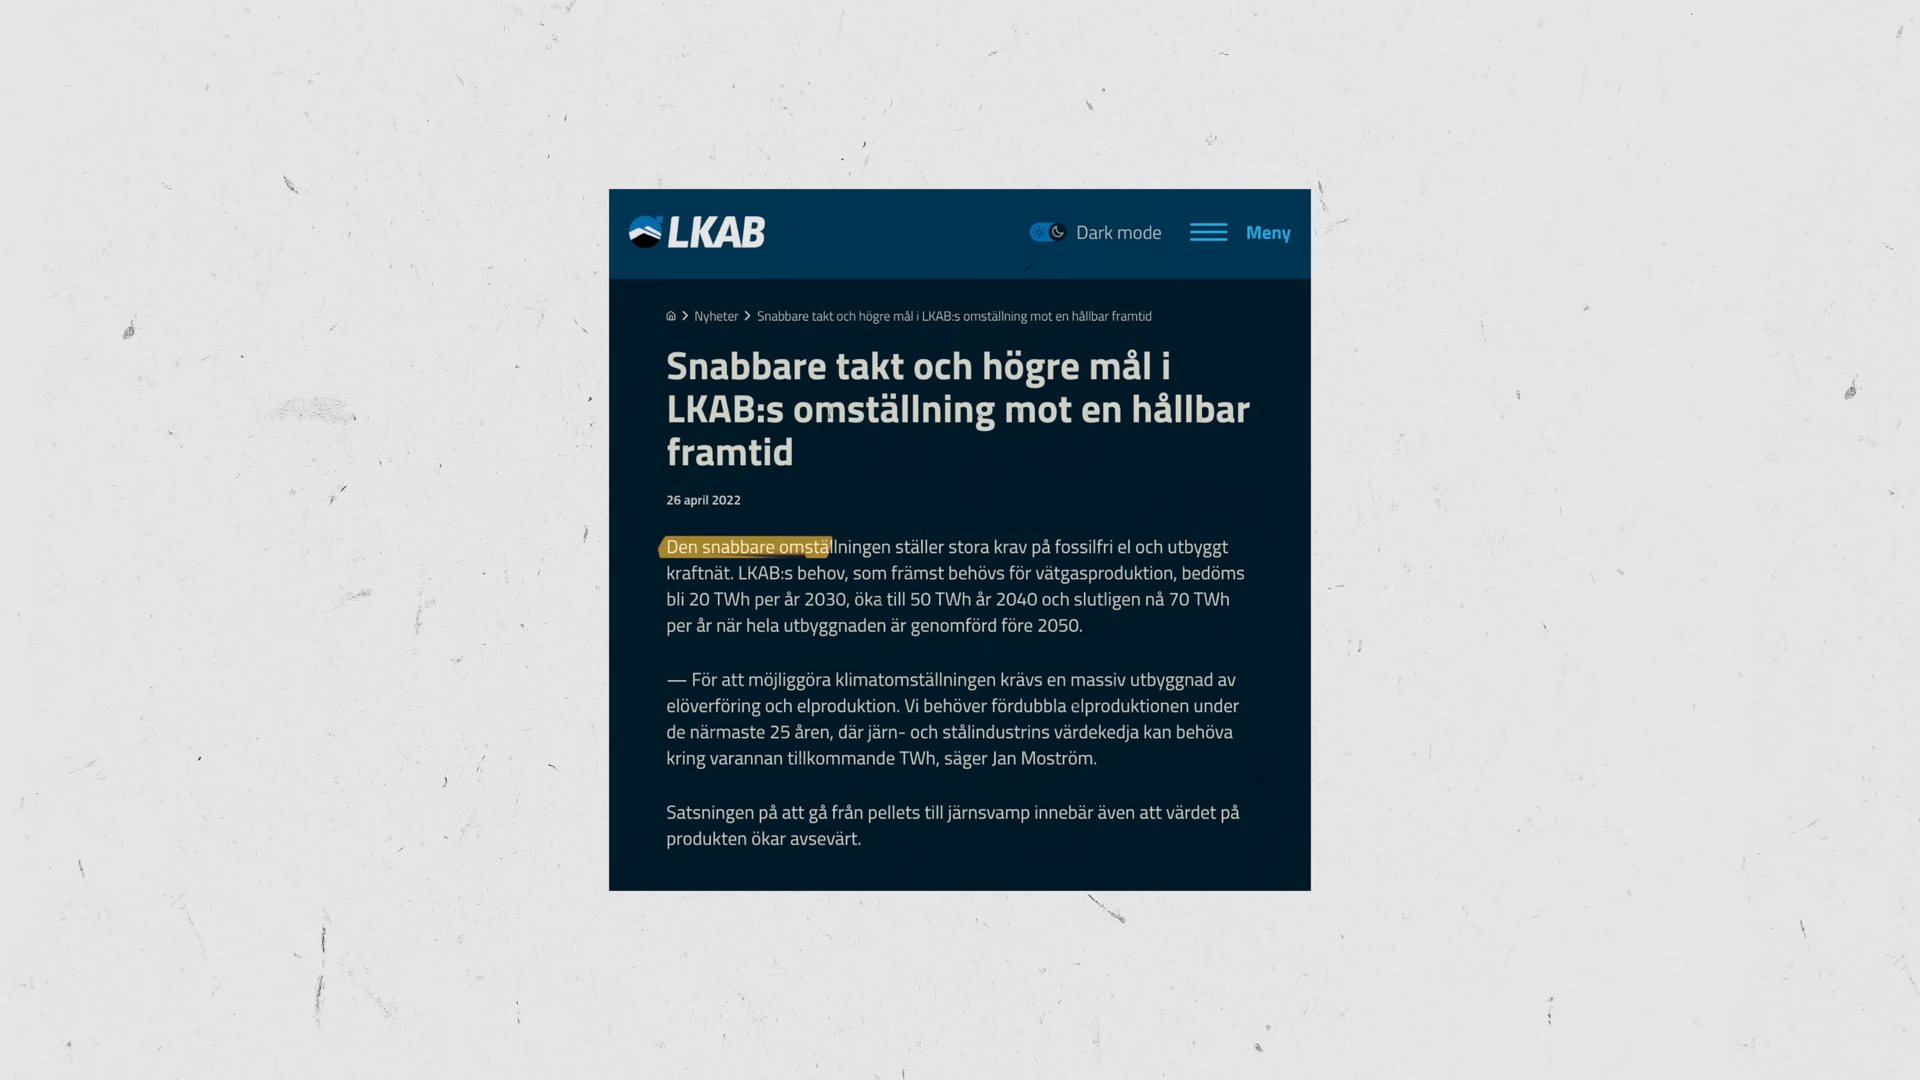 LKAB
Dark mode
Meny
Nyheter
Snabbare takt och högre mål i LKAB:s omställning mot en hållbar framtid
Snabbare takt och högre mål i
LKAB:s omställning mot en hållbar
framtid
26 april 2022
Den snabbare omställningen ställer stora krav på fossilfri el och utbyggt
kraftnät. LKAB:s behov, som främst behövs för vätgasproduktion, bedöms
bli 20 TWh per år 2030, öka till 50 TWh år 2040 och slutligen nå 70 TWh
per år när hela utbyggnaden är genomförd före 2050.
— För att möjliggöra klimatomställningen krävs en massiv utbyggnad av
elöverföring och elproduktion. Vi behöver fördubbla elproduktionen under
de närmaste 25 åren, där järn- och stålindustrins värdekedja kan behöva
kring varannan tillkommande TWh, säger Jan Moström.
Satsningen på att gå från pellets till järnsvamp innebär även att värdet på
produkten ökar avsevärt.